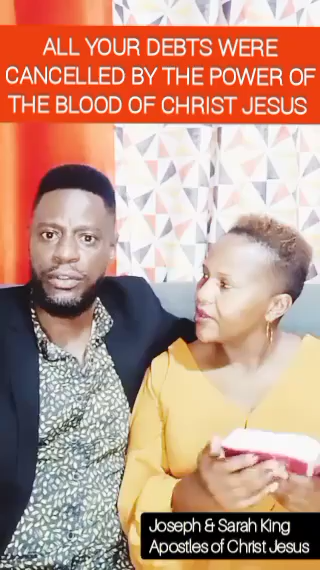 ALL YOUR DEBTS WERE
CANCELLED BY THE POWER OF
THE BLOOD OF CHRIST JESUS
Joseph & Sarah King
Apostles of Christ Jesus